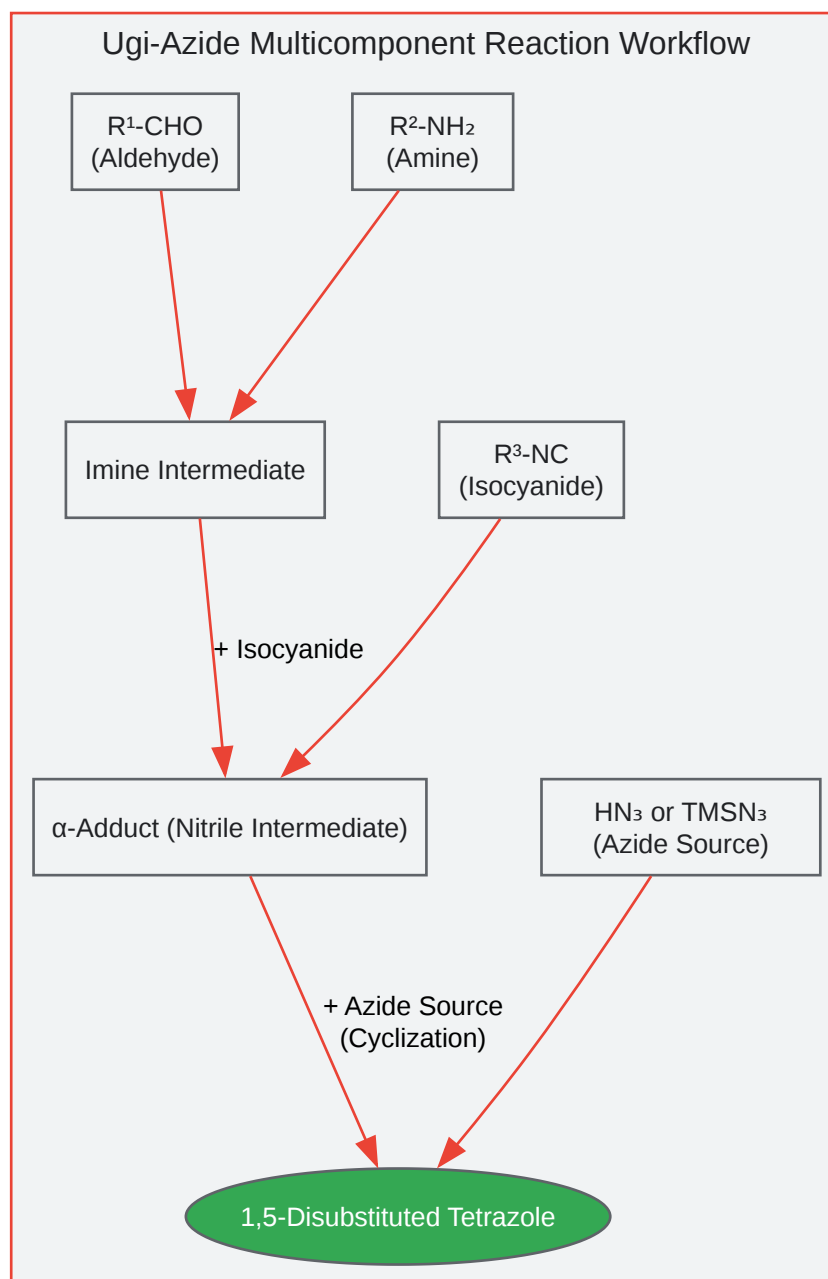 Ugi-Azide Multicomponent Reaction Workflow
R¹-CHO
(Aldehyde)
R²-NH₂
(Amine)
Imine Intermediate
R³-NC
(Isocyanide)
+ Isocyanide
α-Adduct (Nitrile Intermediate)
HN₃ or TMSN₃
(Azide Source)
+ Azide Source
(Cyclization)
1,5-Disubstituted Tetrazole